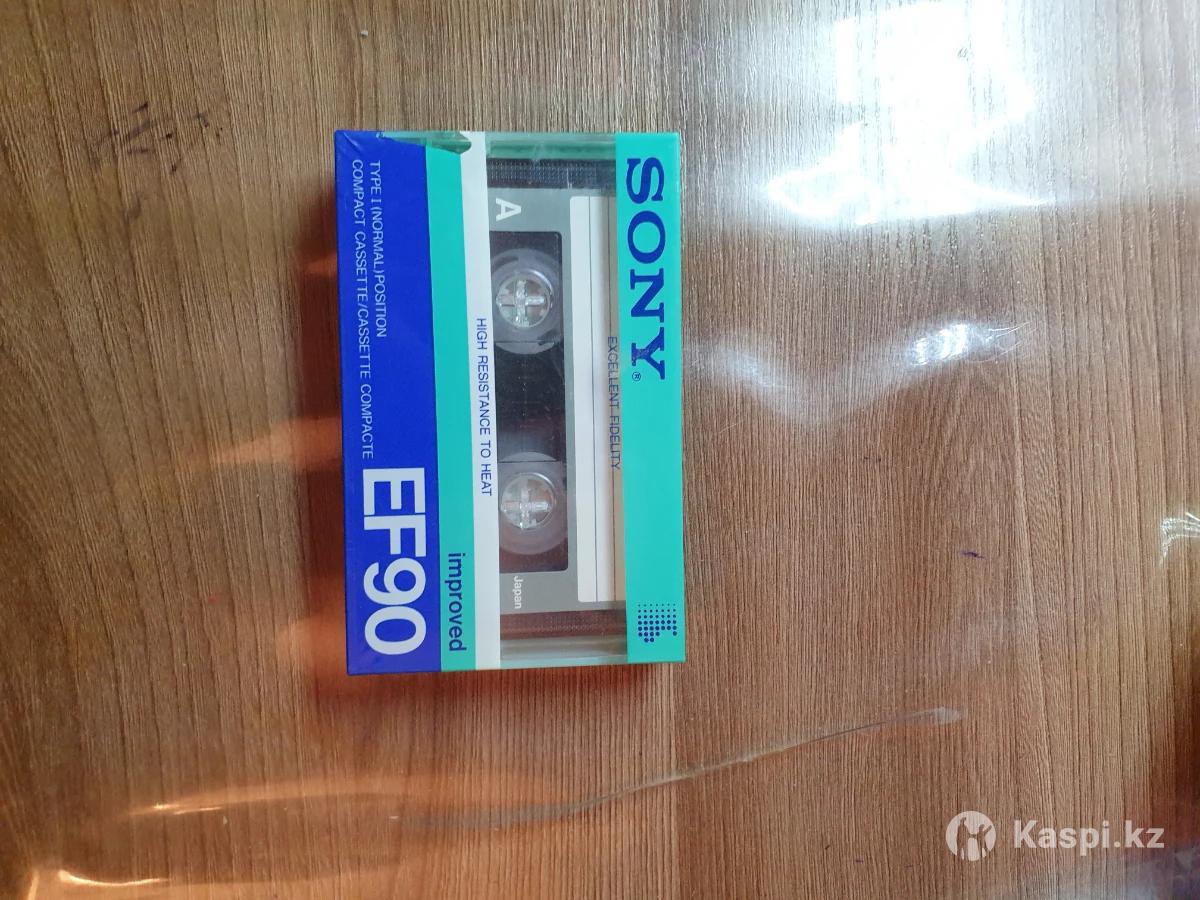 SONY®
EXCELLENT FIDELITY
A
Japan
HIGH RESISTANCE TO HEAT
improved
TYPE I (NORMAL) POSITION
COMPACT CASSETTE/CASSETTE COMPACTE
EF90
Kaspi.kz